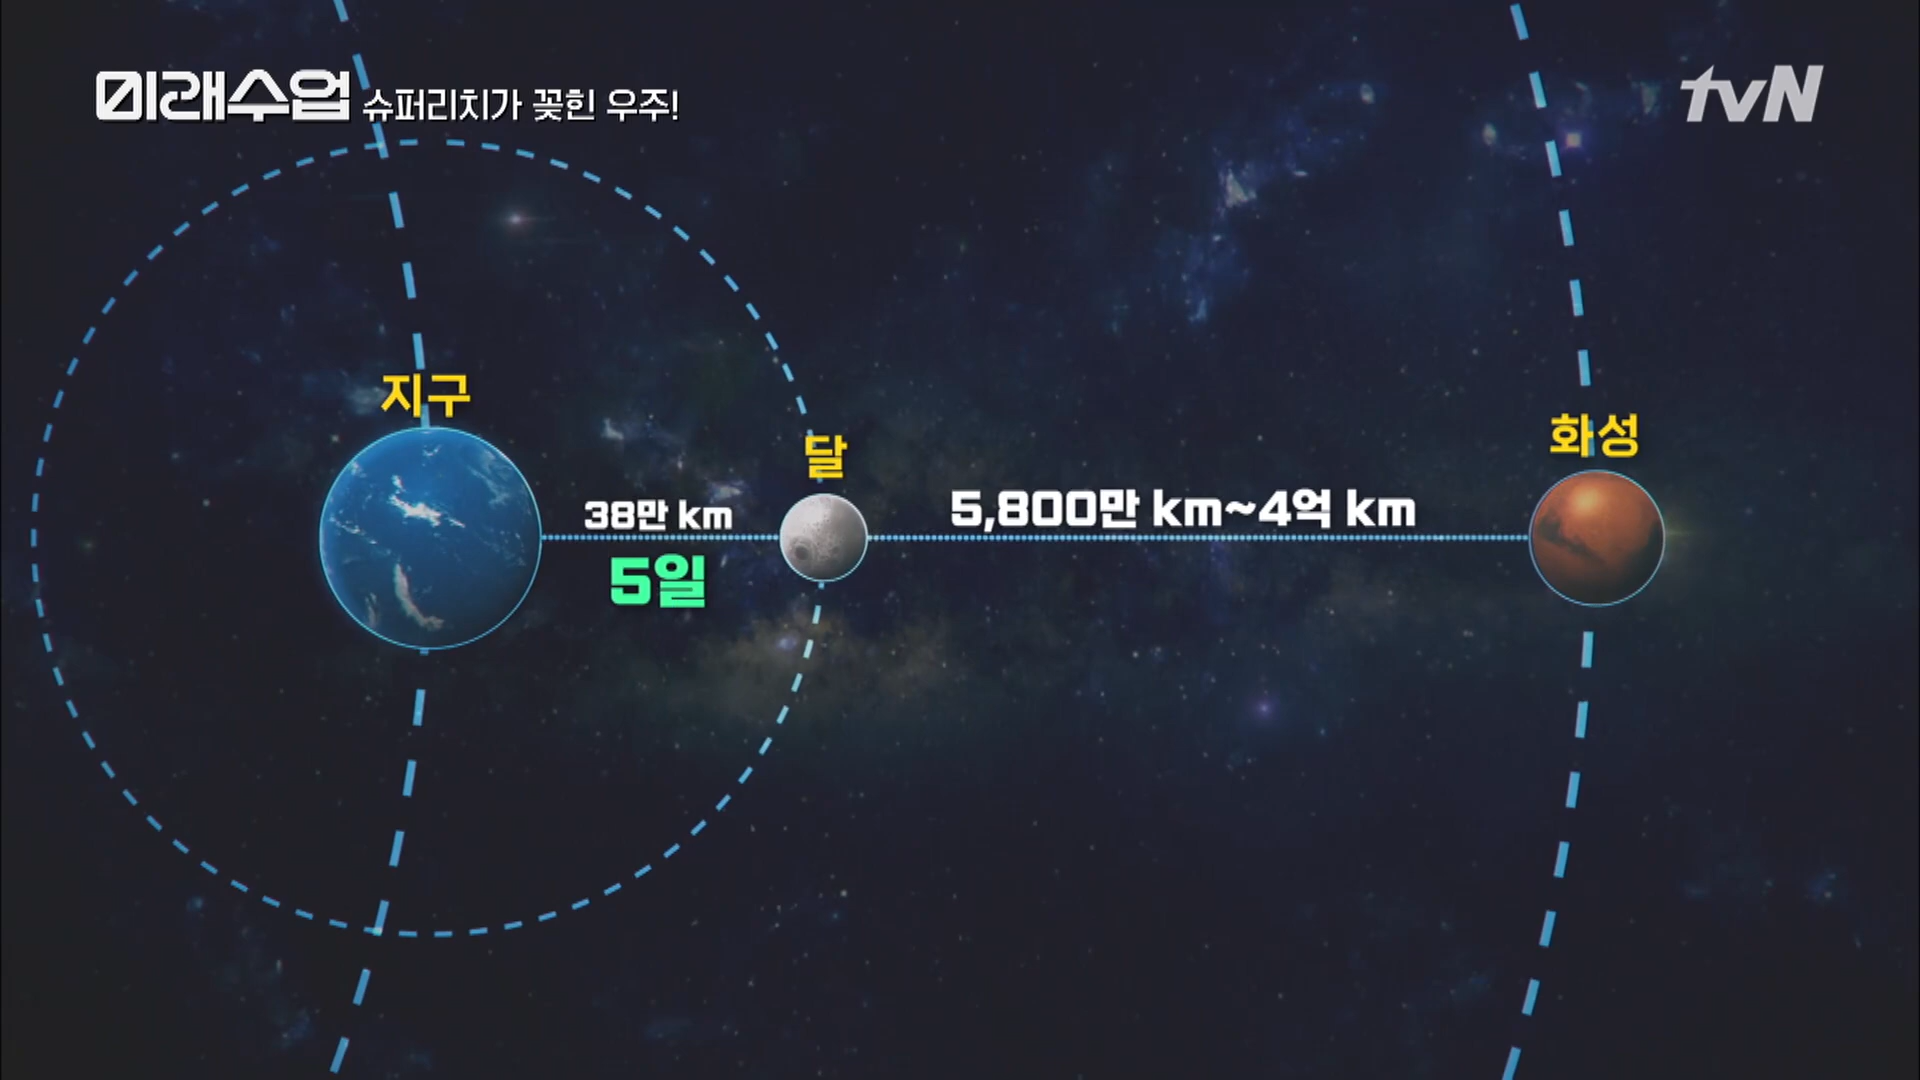 미래수업 슈퍼리치가 꽂힌 우주!
tvN
지구
달
화성
38만 km
5,800만 km~4억 km
5일